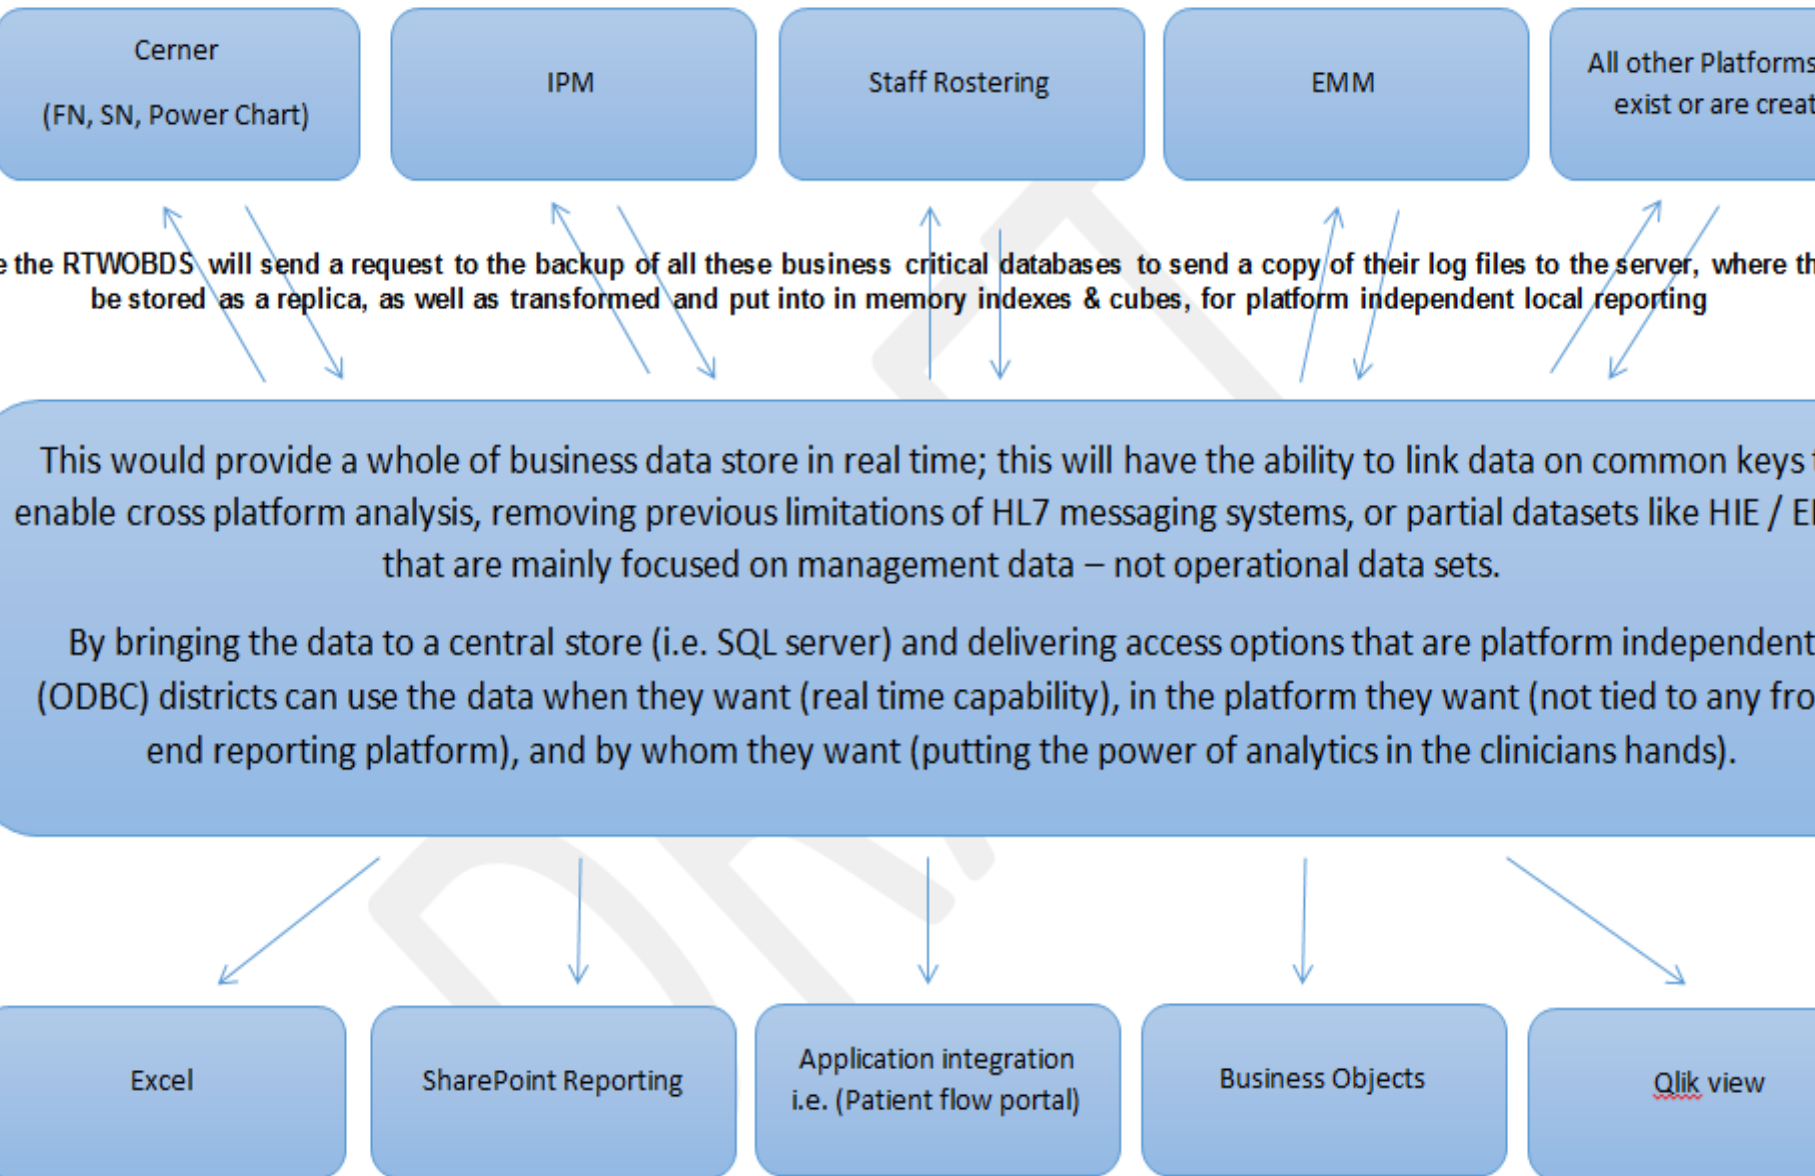 Cerner
(FN, SN, Power Chart)
IPM
Staff Rostering
EMM
All other Platforms
exist or are creat
e the RTWOBDS will send a request to the backup of all these business critical databases to send a copy of their log files to the server, where th
be stored as a replica, as well as transformed and put into in memory indexes & cubes, for platform independent local reporting
This would provide a whole of business data store in real time; this will have the ability to link data on common keys t
enable cross platform analysis, removing previous limitations of HL7 messaging systems, or partial datasets like HIE /
that are mainly focused on management data – not operational data sets.
By bringing the data to a central store (i.e. SQL server) and delivering access options that are platform independent
(ODBC) districts can use the data when they want (real time capability), in the platform they want (not tied to any fro
end reporting platform), and by whom they want (putting the power of analytics in the clinicians hands).
Excel
SharePoint Reporting
Application integration
i.e. (Patient flow portal)
Business Objects
Qlik view
DRAFT